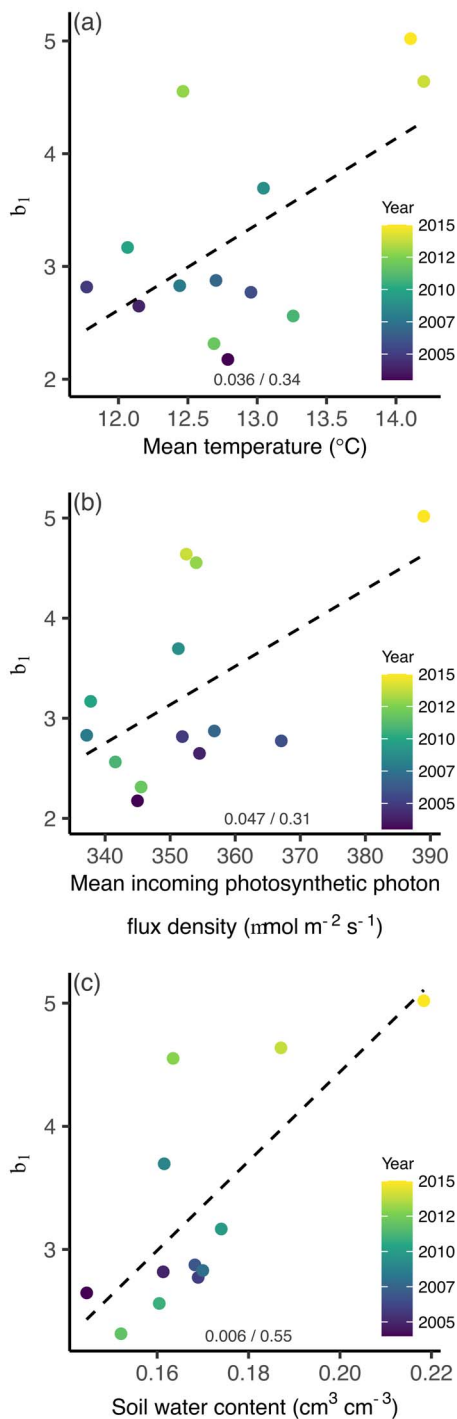 (a)
5
4
3
2
b₁
Year
2015
2012
2010
2007
2005
0.036 / 0.34
12.0 12.5 13.0 13.5 14.0
Mean temperature (°C)
(b)
5
4
3
2
b₁
Year
2015
2012
2010
2007
2005
0.047 / 0.31
340 350 360 370 380 390
Mean incoming photosynthetic photon
flux density (mmol m⁻² s⁻¹)
(c)
5
4
3
b₁
Year
2015
2012
2010
2007
2005
0.006 / 0.55
0.16 0.18 0.20 0.22
Soil water content (cm³ cm⁻³)